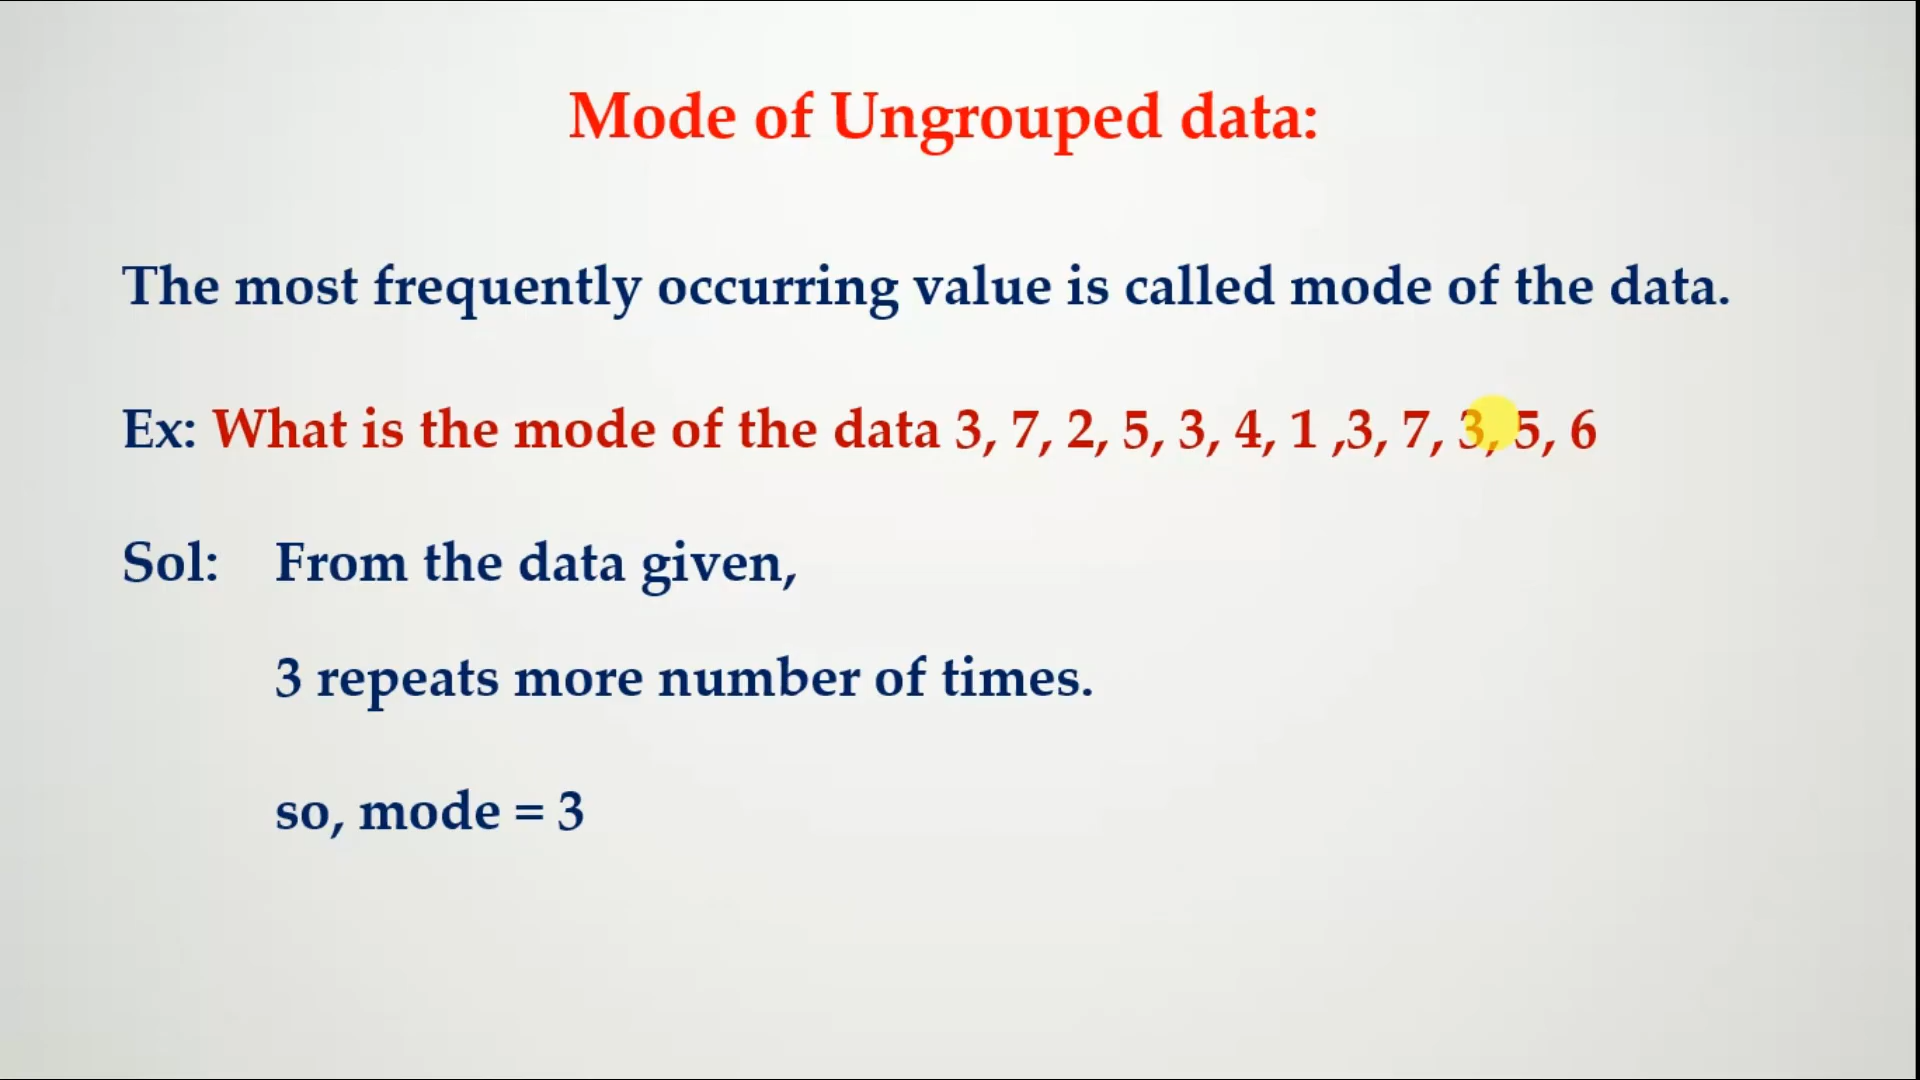 Mode of Ungrouped data:
The most frequently occurring value is called mode of the data.
Ex: What is the mode of the data 3, 7, 2, 5, 3, 4, 1 ,3, 7, 3, 5, 6
Sol: From the data given,
3 repeats more number of times.
so, mode = 3